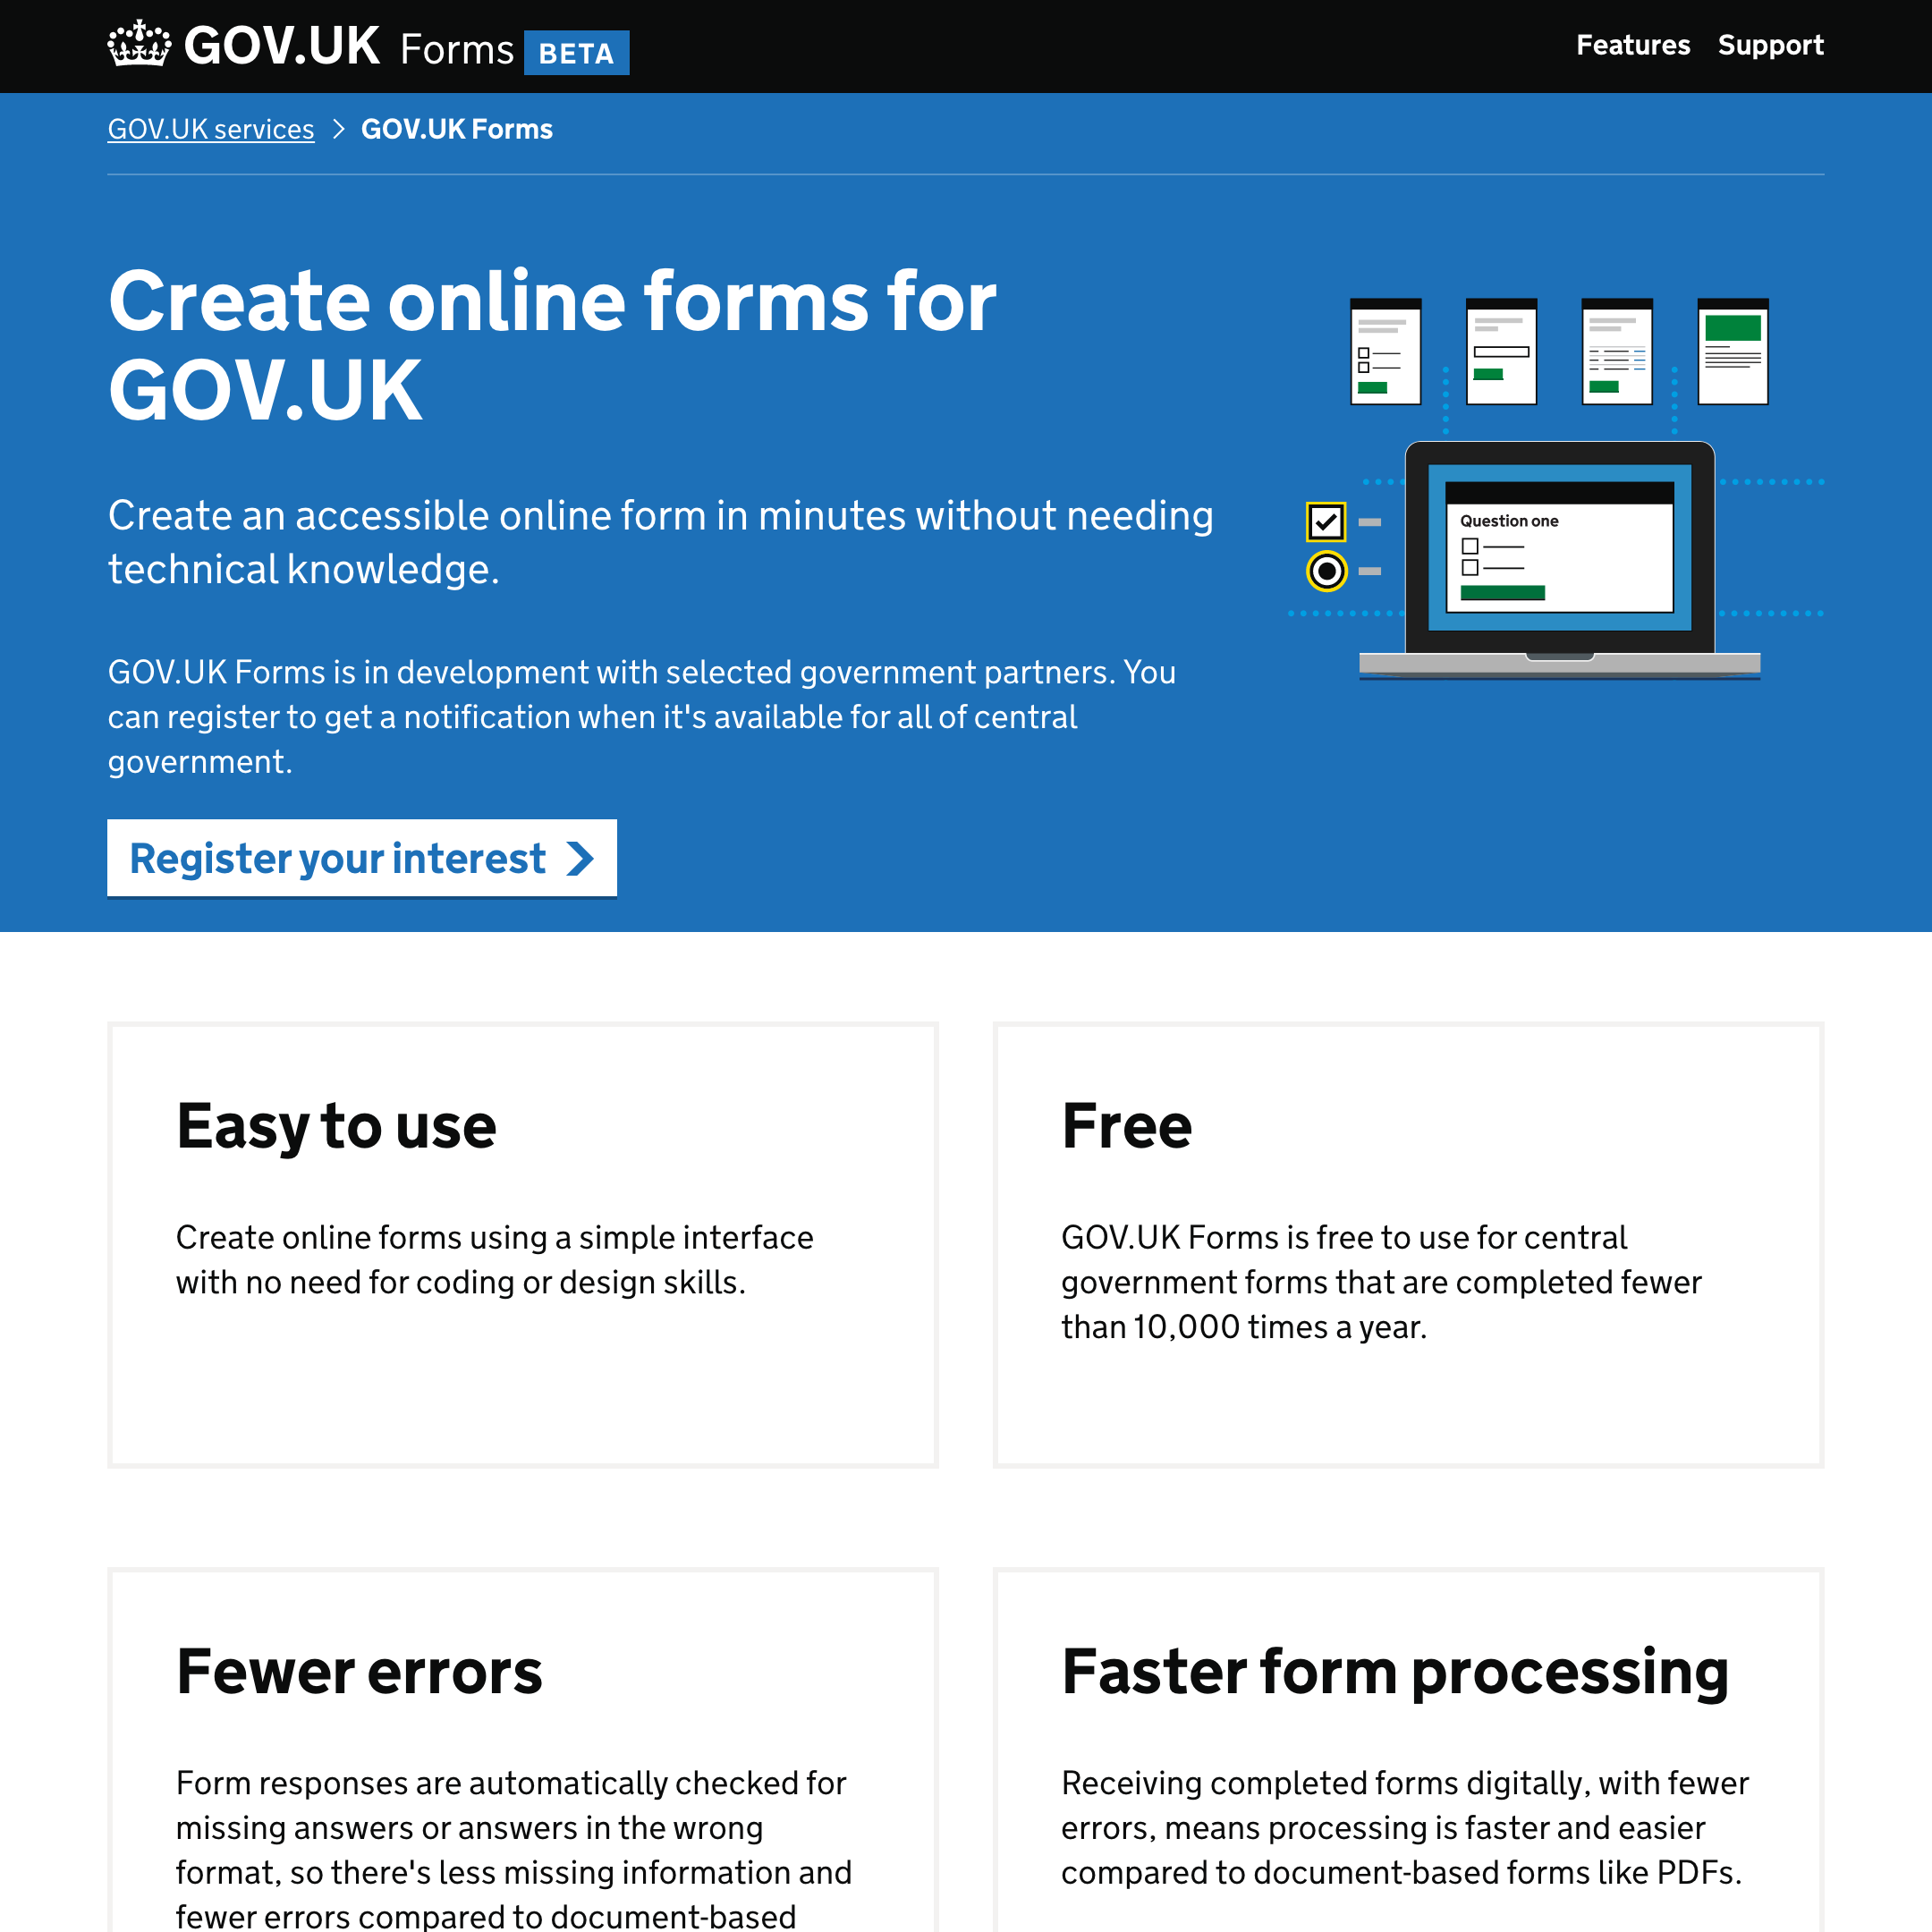 GOV.UK Forms BETA
Features Support
GOV.UK services > GOV.UK Forms
Create online forms for
GOV.UK
Create an accessible online form in minutes without needing
technical knowledge.
GOV.UK Forms is in development with selected government partners. You
can register to get a notification when it's available for all of central
government.
Register your interest
Question one
Easy to use
Create online forms using a simple interface
with no need for coding or design skills.
Free
GOV.UK Forms is free to use for central
government forms that are completed fewer
than 10,000 times a year.
Fewer errors
Form responses are automatically checked for
missing answers or answers in the wrong
format, so there's less missing information and
fewer errors compared to document-based
Faster form processing
Receiving completed forms digitally, with fewer
errors, means processing is faster and easier
compared to document-based forms like PDFs.